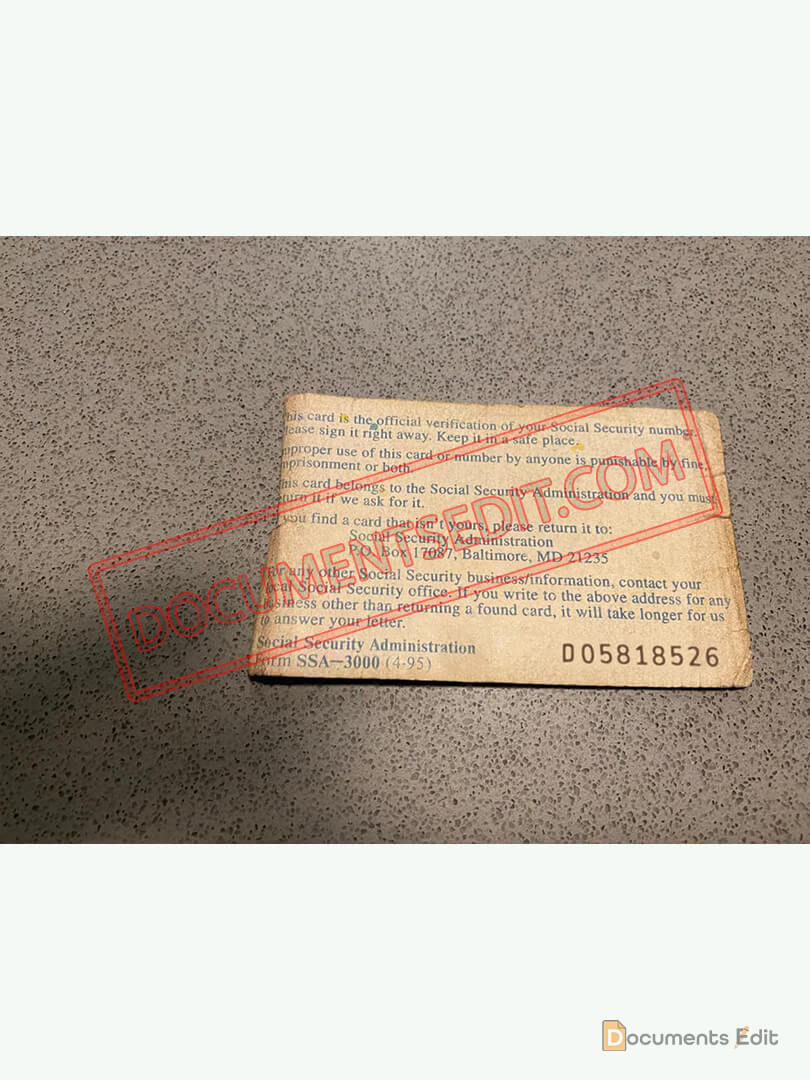 his card is the official verification of your Social Security number.
ease sign it right away. Keep it in a safe place.
mproper use of this card or number by anyone is punishable by fine,
mprisonment or both.
his card belongs to the Social Security Administration and you must
turn it if we ask for it.
you find a card that isn't yours, please return it to:
Social Security Administration
P.O. Box 17087, Baltimore, MD 21235
or any other Social Security business/information, contact your
ocal Social Security office. If you write to the above address for any
usiness other than returning a found card, it will take longer for us
to answer your letter.
Social Security Administration
Form SSA—3000 (4-95)
D05818526
DOCUMENTSEDIT.COM
Documents Edit